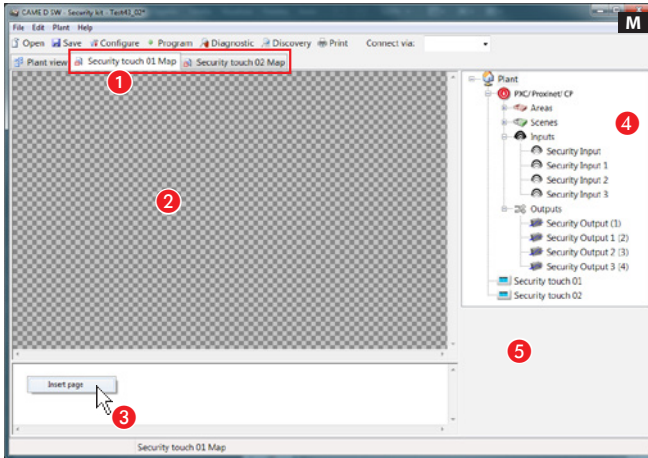 CAME D SW - Security kit - Test43_02*
M
File Edit Plant Help
Open Save Configure Program Diagnostic Discovery Print Connect via:
Plant view Security touch 01 Map Security touch 02 Map
1
Plant
PXC/Proxinet/CP
Areas
4
Scenes
Inputs
Security Input
Security Input 1
Security Input 2
Security Input 3
2
Outputs
Security Output (1)
Security Output 1 (2)
Security Output 2 (3)
Security Output 3 (4)
Security touch 01
Security touch 02
5
Insert page
3
Security touch 01 Map